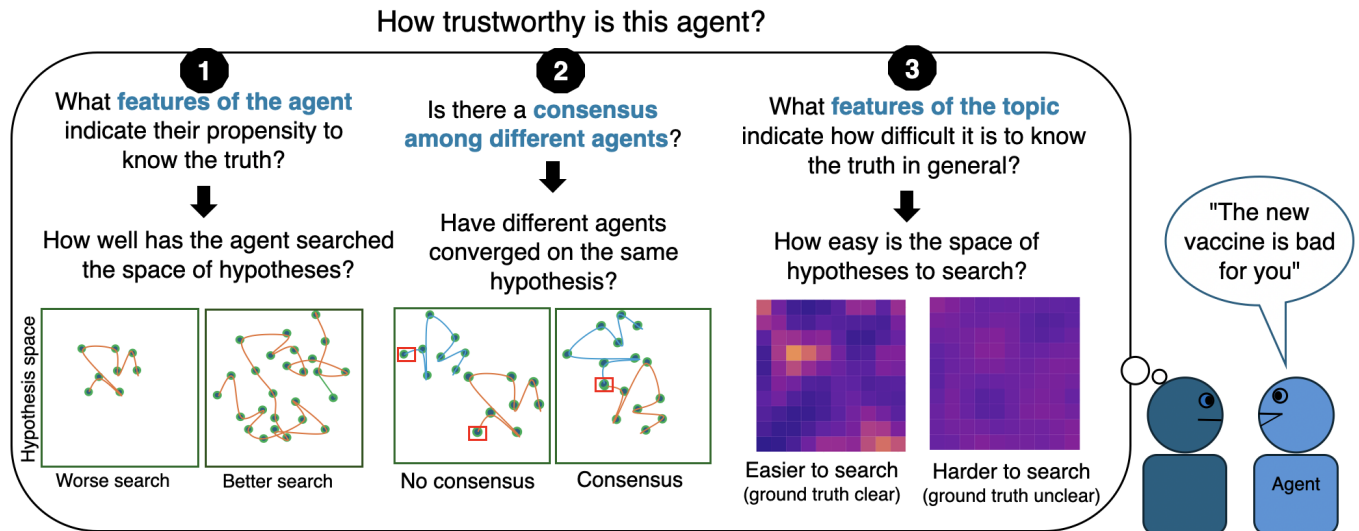 How trustworthy is this agent?
1
What features of the agent
indicate their propensity to
know the truth?
How well has the agent searched
the space of hypotheses?
Hypothesis space
Worse search
Better search
2
Is there a consensus
among different agents?
Have different agents
converged on the same
hypothesis?
No consensus
Consensus
3
What features of the topic
indicate how difficult it is to know
the truth in general?
How easy is the space of
hypotheses to search?
Easier to search
(ground truth clear)
Harder to search
(ground truth unclear)
"The new
vaccine is bad
for you"
Agent